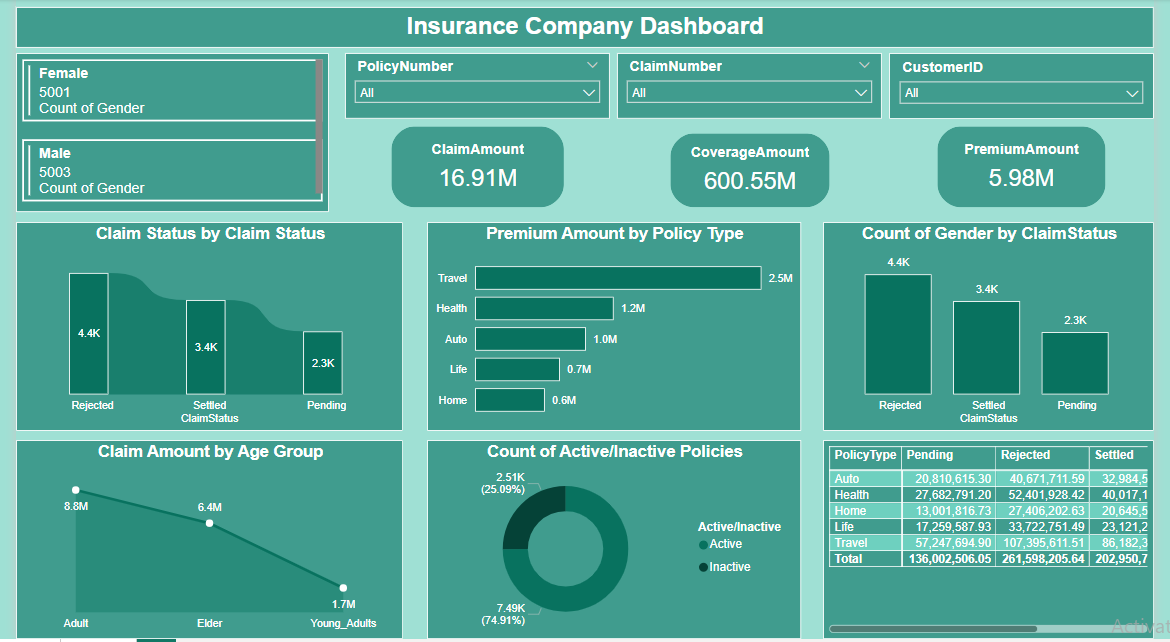 Insurance Company Dashboard
Female
5001
Count of Gender
Male
5003
Count of Gender
PolicyNumber
All
ClaimNumber
All
CustomerID
All
ClaimAmount
16.91M
CoverageAmount
600.55M
PremiumAmount
5.98M
Claim Status by Claim Status
4.4K
3.4K
2.3K
Rejected Settled Pending
ClaimStatus
Premium Amount by Policy Type
Travel 2.5M
Health 1.2M
Auto 1.0M
Life 0.7M
Home 0.6M
Count of Gender by ClaimStatus
4.4K
3.4K
2.3K
Rejected Settled Pending
ClaimStatus
Claim Amount by Age Group
8.8M
6.4M
1.7M
Adult Elder Young_Adults
Count of Active/Inactive Policies
2.51K
(25.09%)
7.49K
(74.91%)
Active/Inactive
Active
Inactive
PolicyType Pending Rejected Settled
Auto 20,810,615.30 40,671,711.59 32,984,5
Health 27,682,791.20 52,401,928.42 40,017,1
Home 13,001,816.73 27,406,202.63 20,645,5
Life 17,259,587.93 33,722,751.49 23,121,2
Travel 57,247,694.90 107,395,611.51 86,182,3
Total 136,002,506.05 261,598,205.64 202,950,7
Activat